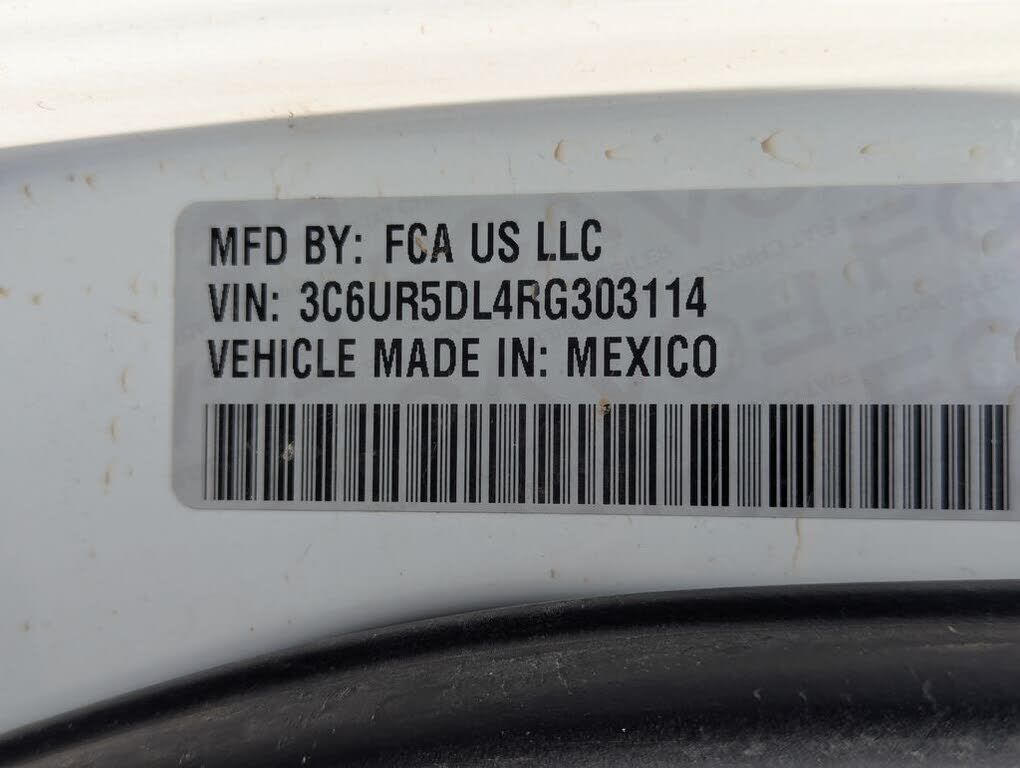 MFD BY: FCA US LLC
VIN: 3C6UR5DL4RG303114
VEHICLE MADE IN: MEXICO